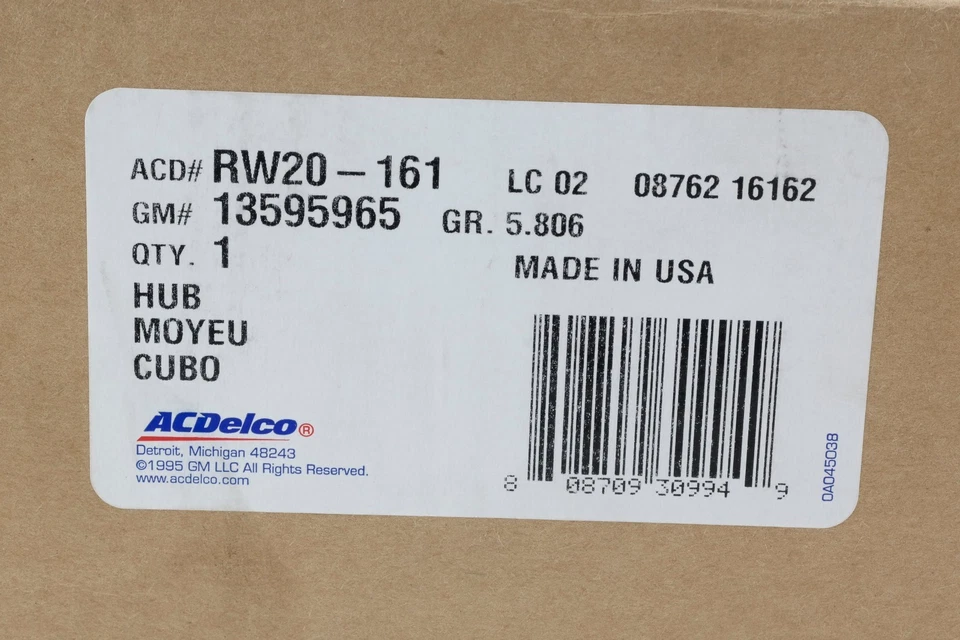 ACD# RW20-161 LC 02 08762 16162
GM# 13595965 GR. 5.806
QTY. 1 MADE IN USA
HUB
MOYEU
CUBO
ACDelco®
Detroit, Michigan 48243
©1995 GM LLC All Rights Reserved.
www.acdelco.com
8 08709 30994 9
0A045038